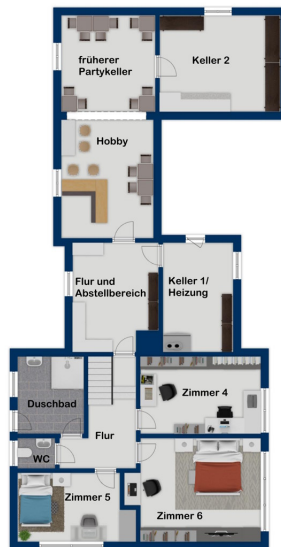 früherer
Partykeller
Keller 2
Hobby
Flur und
Abstellbereich
Keller 1/
Heizung
Zimmer 4
Duschbad
Flur
WC
Zimmer 5
Zimmer 6